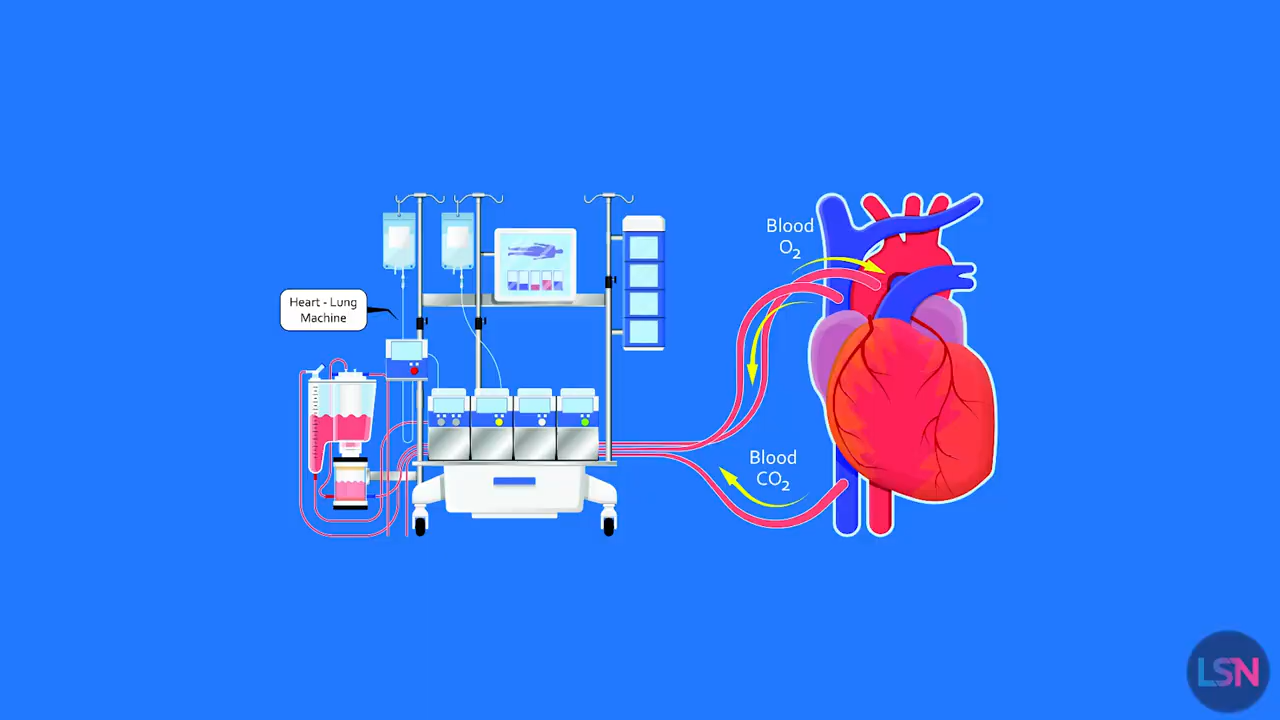 Blood
O₂
Heart - Lung
Machine
Blood
CO₂
LSN